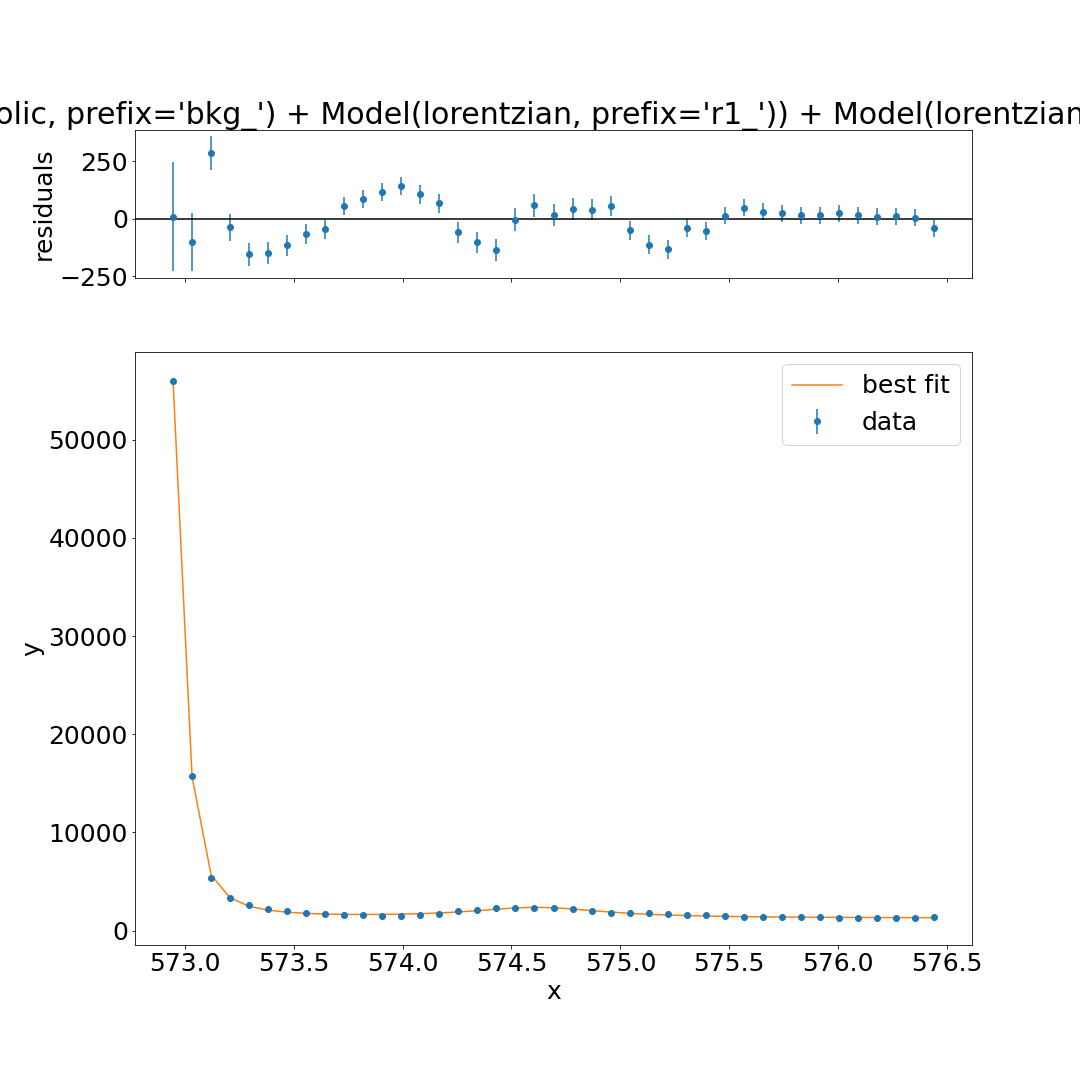 olic, prefix='bkg_') + Model(lorentzian, prefix='r1_')) + Model(lorentzian
250
0
−250
residuals
best fit
data
50000
40000
30000
20000
10000
0
y
573.0 573.5 574.0 574.5 575.0 575.5 576.0 576.5
x